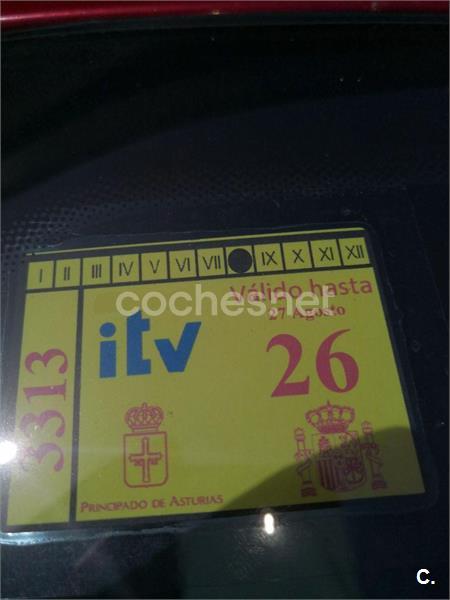 I II III IV V VI VII IX X XI XII
coches.net
Válido hasta
27 Agosto
itv
26
3313
PRINCIPADO DE ASTURIAS
C.